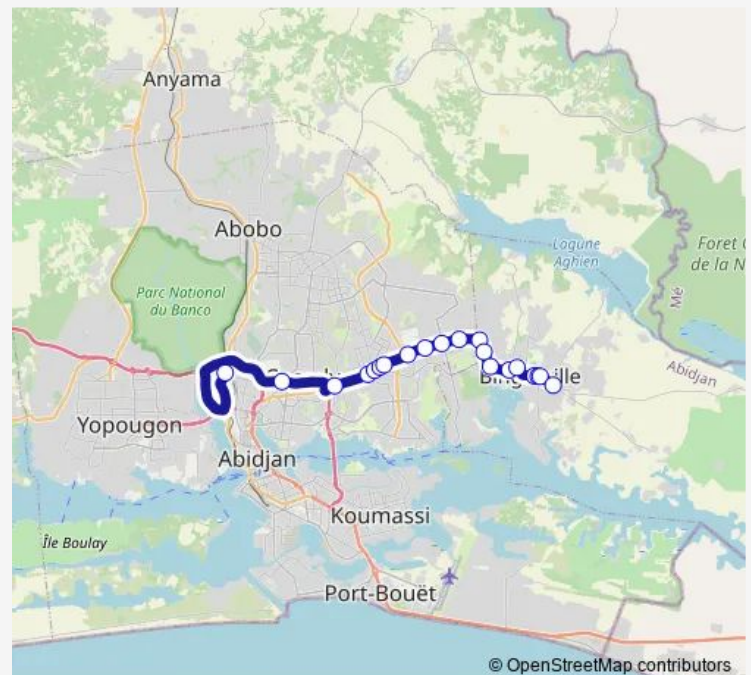 Anyama
Abobo
Lagune
Aghien
Foret
de la N
Mé
Parc National
du Banco
Abidjan
Yopougon
Abidjan
Koumassi
Île Boulay
Port-Bouët
© OpenStreetMap contributors